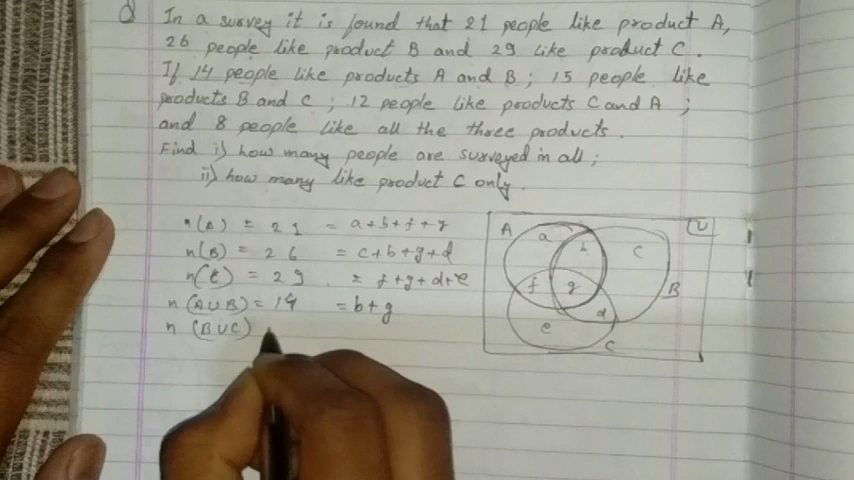 Q In a survey it is found that 21 people like product A,
26 people like product B and 29 like product C.
If 14 people like products A and B; 15 people like
products B and C; 12 people like products C and A;
and 8 people like all the three products.
Find i) how many people are surveyed in all;
ii) how many like product C only.
n(A) = 21 = a+b+f+g
n(B) = 26 = c+b+g+d
n(C) = 29 = f+g+d+e
n(A∪B) = 14 = b+g
n(B∪C)
A a b c U
f g B
d
e C